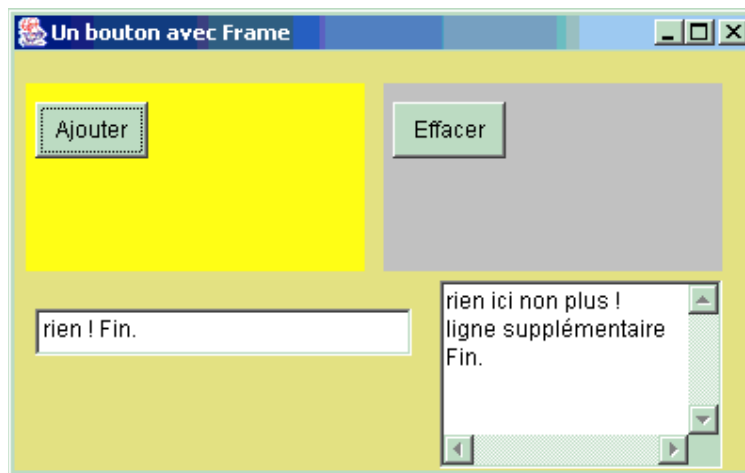 Un bouton avec Frame
Ajouter
Effacer
rien ! Fin.
rien ici non plus !
ligne supplémentaire
Fin.